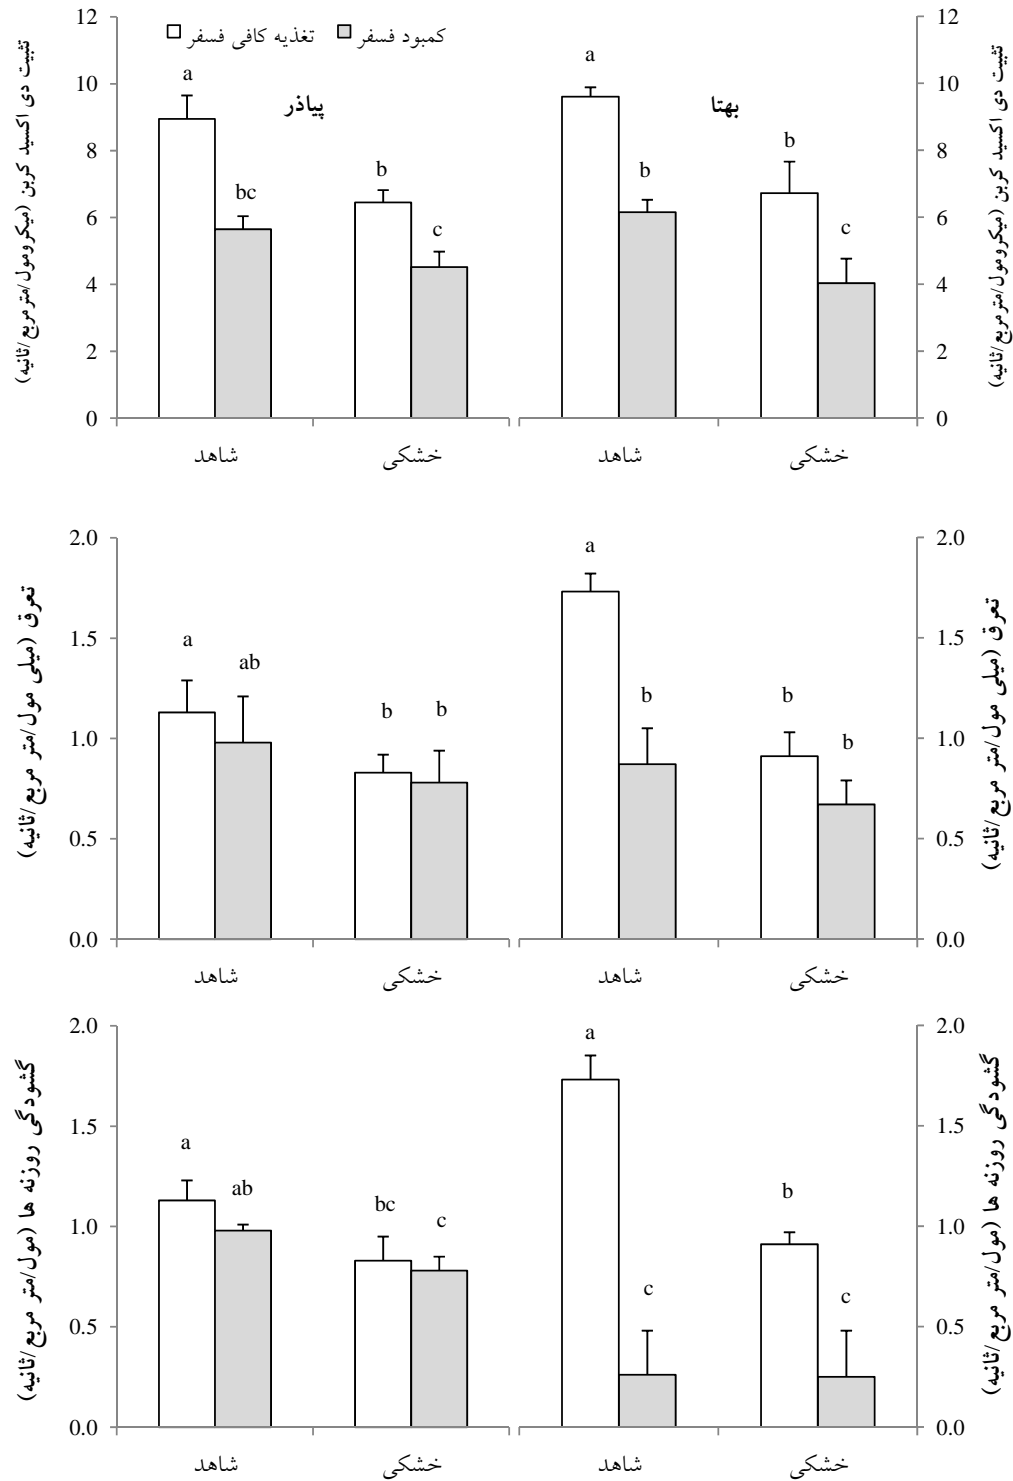 تغذیه کافی فسفر کمبود فسفر
تثبیت دی اکسید کربن (میکرومول/مترمربع/ثانیه)
12
10
8
6
4
2
0
پیاذر
a
bc
b
c
شاهد خشکی
بهتا
a
b
b
c
شاهد خشکی
12
10
8
6
4
2
0
تثبیت دی اکسید کربن (میکرومول/مترمربع/ثانیه)
تعرق (میلی مول/متر مربع/ثانیه)
2.0
1.5
1.0
0.5
0.0
a
ab
b
b
شاهد خشکی
a
b
b
b
شاهد خشکی
2.0
1.5
1.0
0.5
0.0
تعرق (میلی مول/متر مربع/ثانیه)
گشودگی روزنه ها (مول/متر مربع/ثانیه)
2.0
1.5
1.0
0.5
0.0
a
ab
bc
c
شاهد خشکی
a
c
b
c
شاهد خشکی
2.0
1.5
1.0
0.5
0.0
گشودگی روزنه ها (مول/متر مربع/ثانیه)